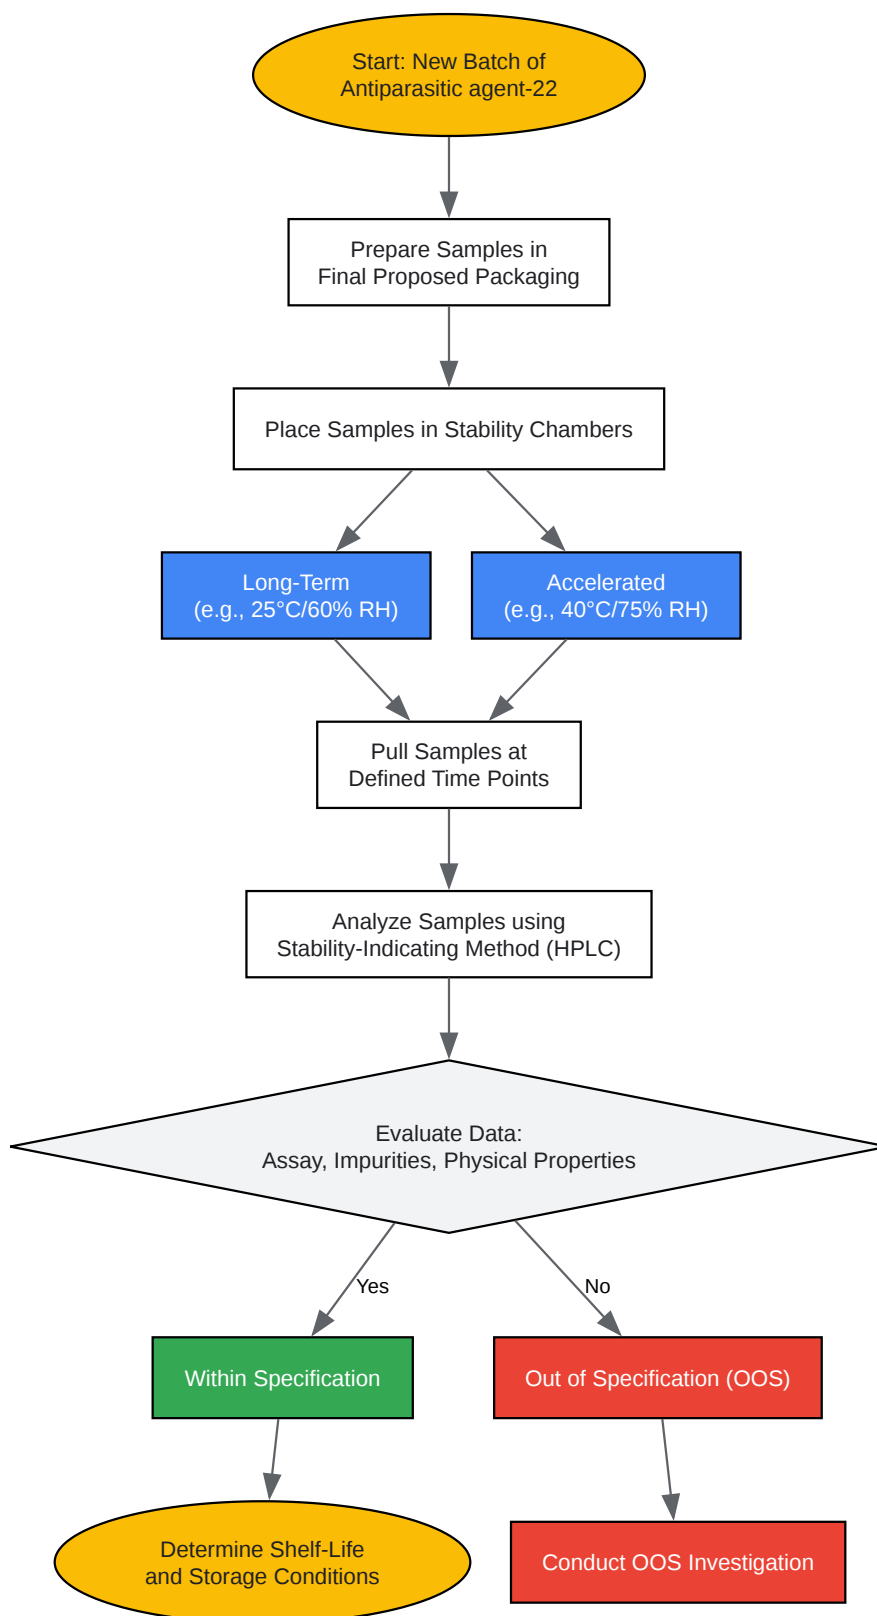 Start: New Batch of
Antiparasitic agent-22
Prepare Samples in
Final Proposed Packaging
Place Samples in Stability Chambers
Long-Term
(e.g., 25°C/60% RH)
Accelerated
(e.g., 40°C/75% RH)
Pull Samples at
Defined Time Points
Analyze Samples using
Stability-Indicating Method (HPLC)
Evaluate Data:
Assay, Impurities, Physical Properties
Yes
No
Within Specification
Out of Specification (OOS)
Determine Shelf-Life
and Storage Conditions
Conduct OOS Investigation